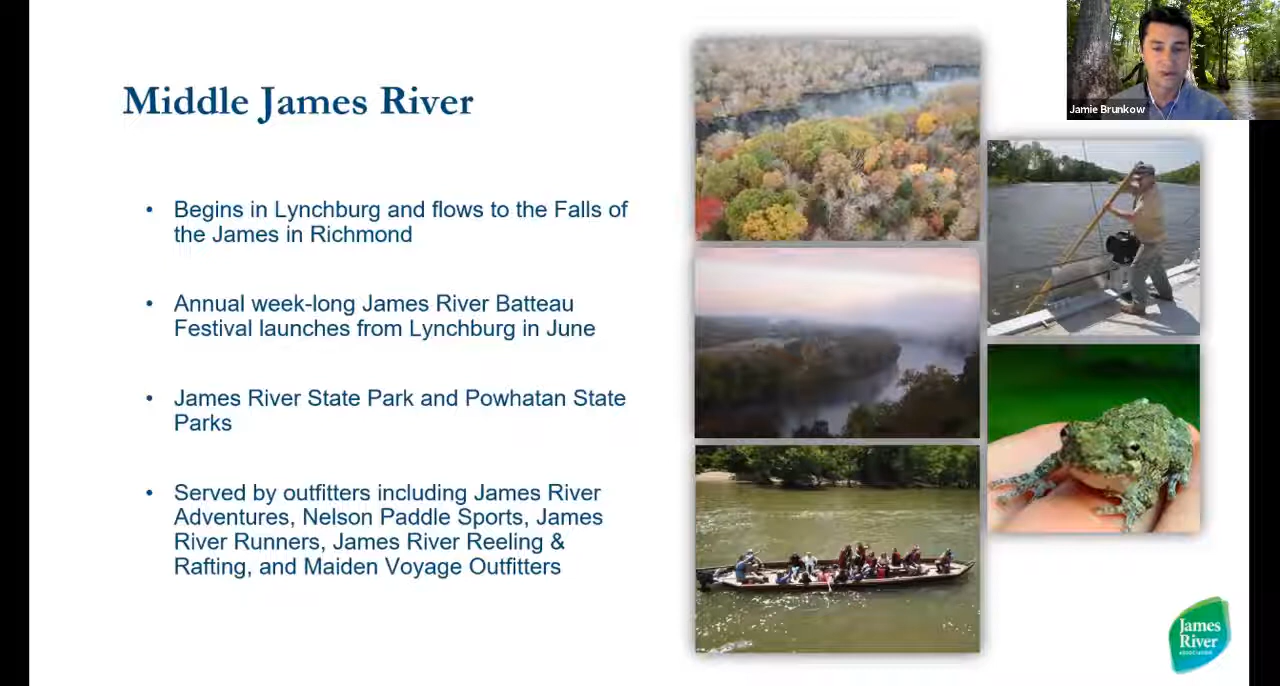 Middle James River
• Begins in Lynchburg and flows to the Falls of
the James in Richmond
• Annual week-long James River Batteau
Festival launches from Lynchburg in June
• James River State Park and Powhatan State
Parks
• Served by outfitters including James River
Adventures, Nelson Paddle Sports, James
River Runners, James River Reeling &
Rafting, and Maiden Voyage Outfitters
Jamie Brunkow
James
River
ASSOCIATION